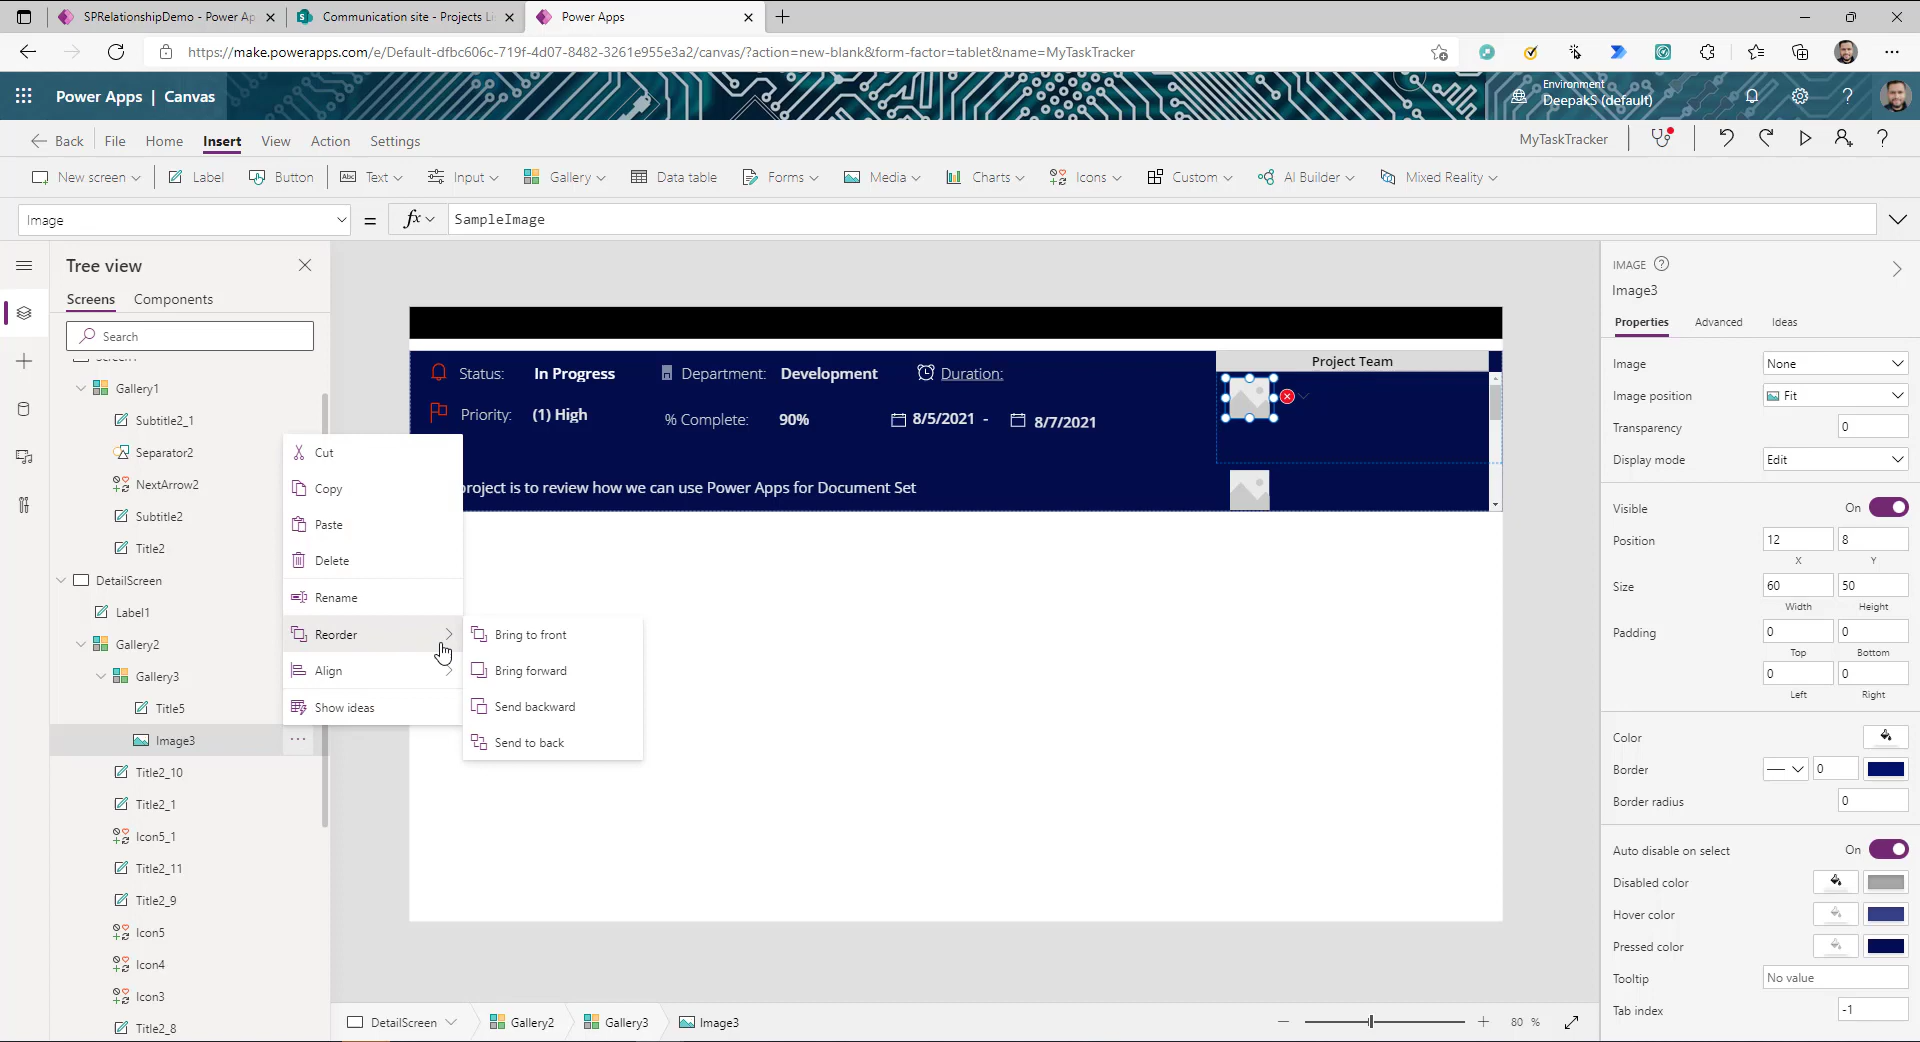 SPRelationshipDemo - Power Ap
Communication site - Projects Li
Power Apps
https://make.powerapps.com/e/Default-dfbc606c-719f-4d07-8482-3261e955e3a2/canvas/?action=new-blank&form-factor=tablet&name=MyTaskTracker
Power Apps | Canvas
Environment
DeepakS (default)
Back
File
Home
Insert
View
Action
Settings
MyTaskTracker
New screen
Label
Button
Text
Input
Gallery
Data table
Forms
Media
Charts
Icons
Custom
AI Builder
Mixed Reality
Image
=
fx
SampleImage
Tree view
Screens
Components
Search
Gallery1
Subtitle2_1
Separator2
NextArrow2
Subtitle2
Title2
DetailScreen
Label1
Gallery2
Gallery3
Title5
Image3
Title2_10
Title2_1
Icon5_1
Title2_11
Title2_9
Icon5
Icon4
Icon3
Title2_8
Cut
Copy
Paste
Delete
Rename
Reorder
Align
Show ideas
Bring to front
Bring forward
Send backward
Send to back
Status: In Progress
Department: Development
Duration:
Priority: (1) High
% Complete: 90%
8/5/2021 - 8/7/2021
project is to review how we can use Power Apps for Document Set
Project Team
DetailScreen
Gallery2
Gallery3
Image3
80 %
IMAGE
Image3
Properties
Advanced
Ideas
Image None
Image position Fit
Transparency 0
Display mode Edit
Visible On
Position 12 8
X Y
Size 60 50
Width Height
Padding 0 0
Top Bottom
0 0
Left Right
Color
Border 0
Border radius 0
Auto disable on select On
Disabled color
Hover color
Pressed color
Tooltip No value
Tab index -1